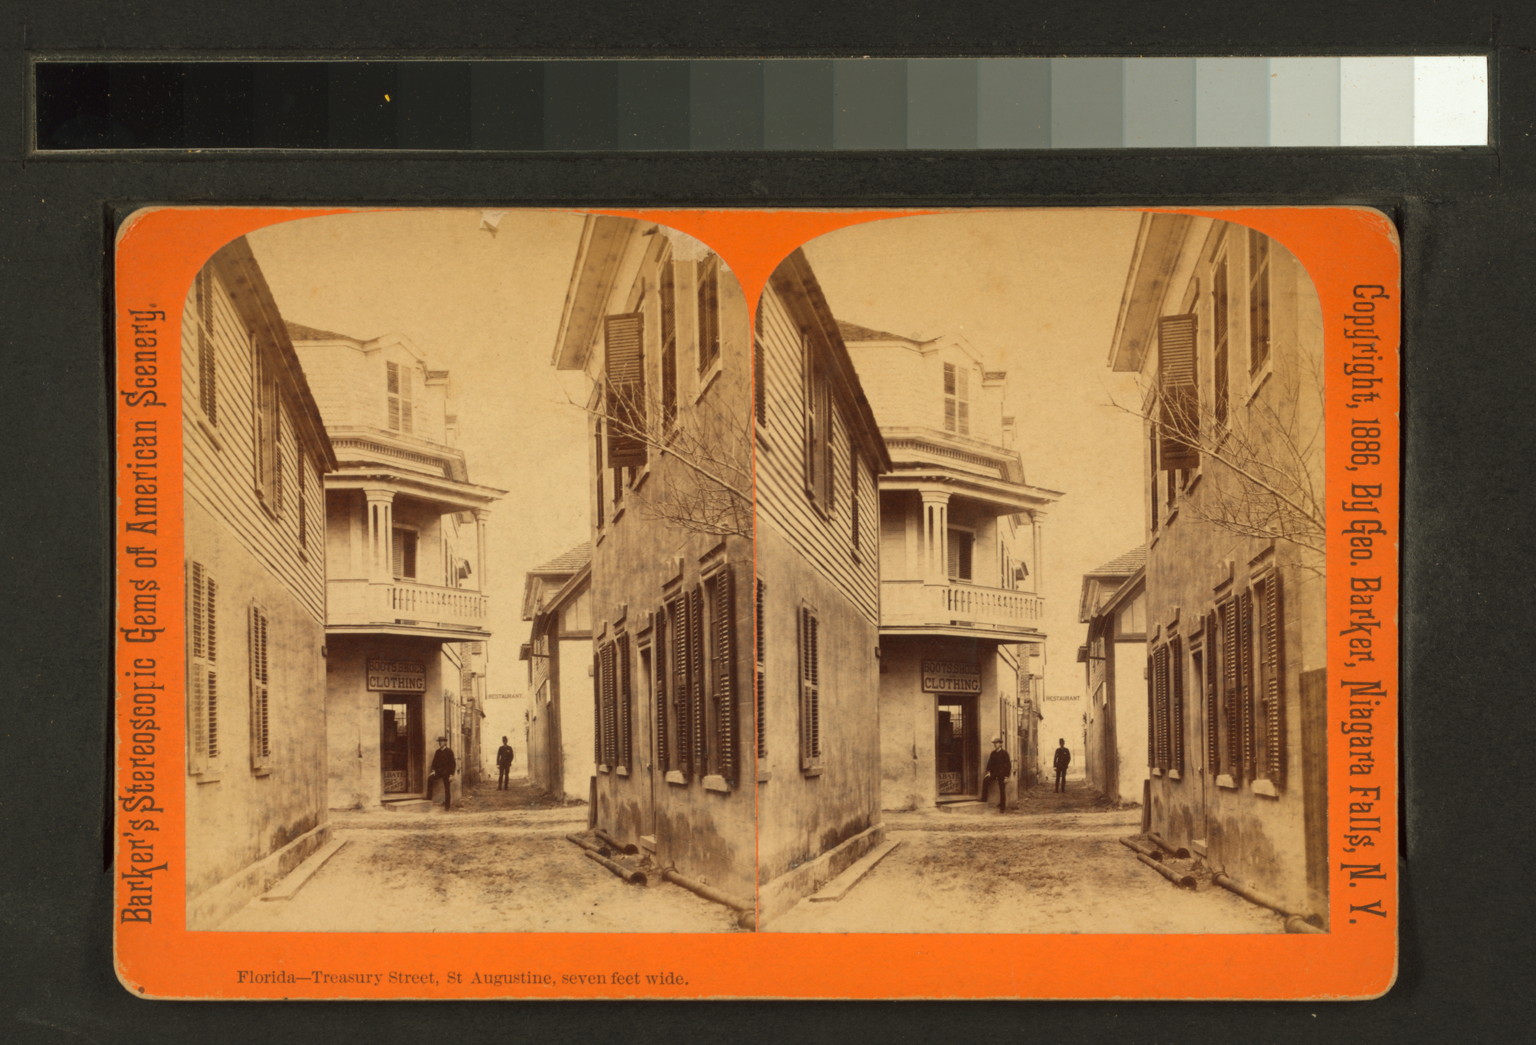 Barker's Stereoscopic Gems of American Scenery.
BOOTS & SHOES
CLOTHING
RESTAURANT
BOOTS & SHOES
CLOTHING
RESTAURANT
Copyright, 1886, By Geo. Barker, Niagara Falls, N. Y.
Florida—Treasury Street, St Augustine, seven feet wide.